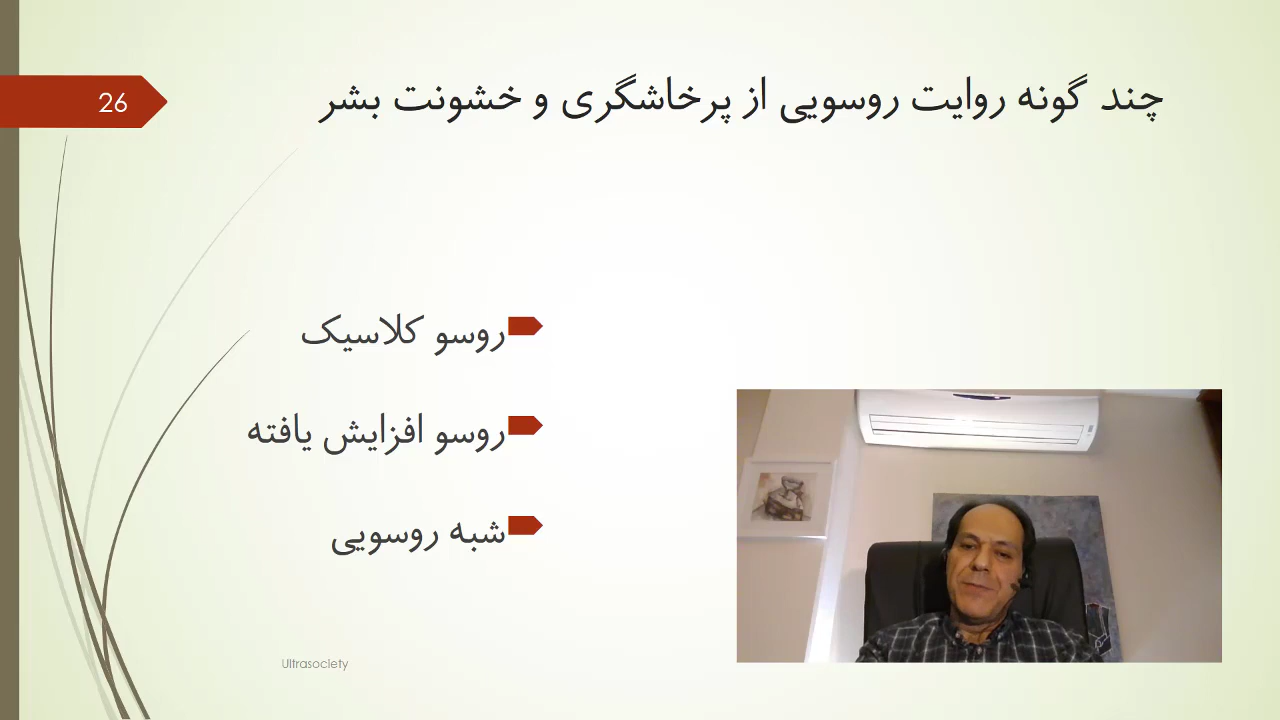 26
چند گونه روایت روسویی از پرخاشگری و خشونت بشر
روسو کلاسیک
روسو افزایش یافته
شبه روسویی
Ultrasociety